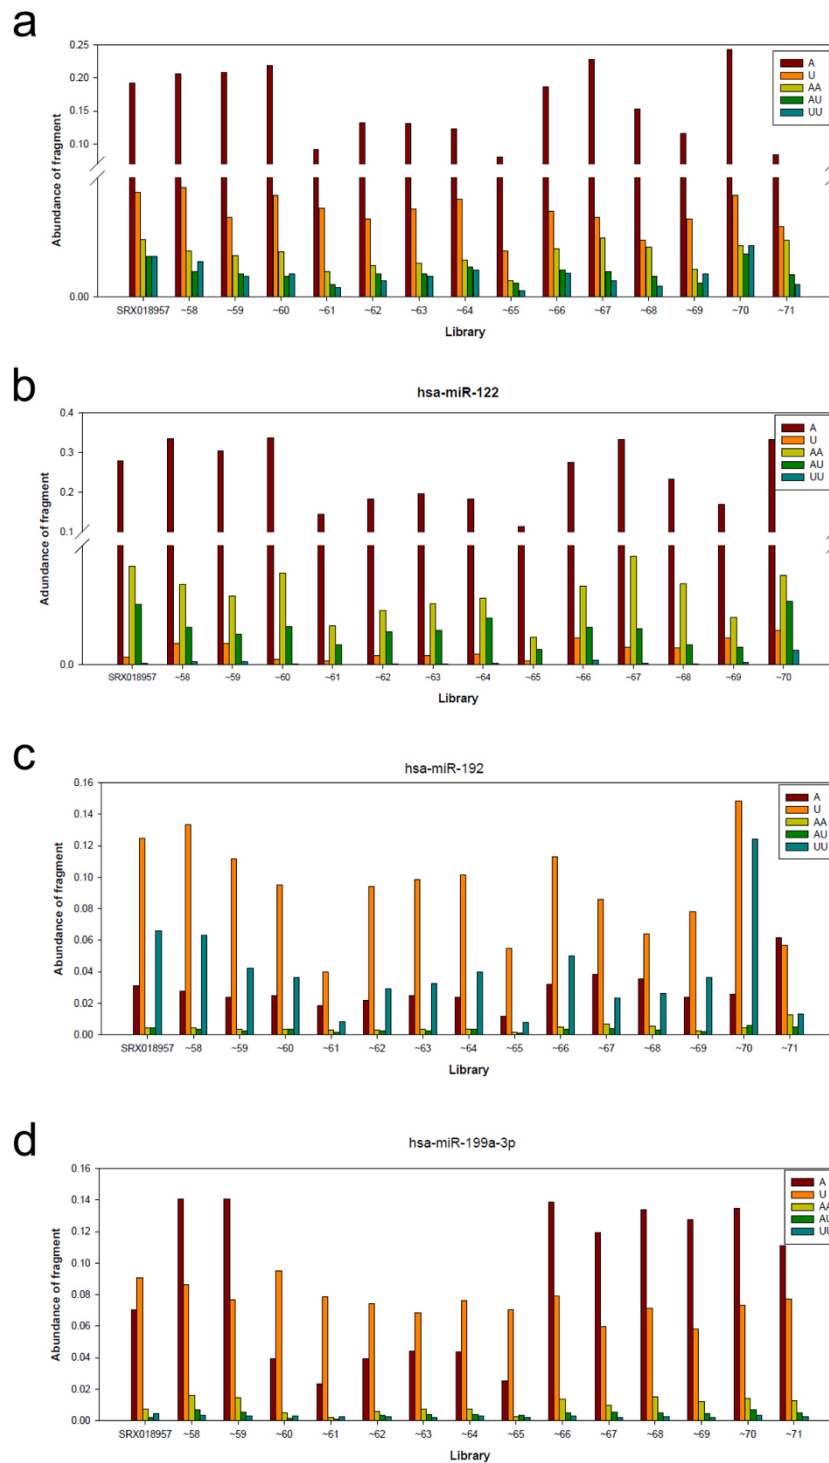 a
0.25
0.20
0.15
0.10
0.00
Abundance of fragment
A
U
AA
AU
UU
SRX018957 ~58 ~59 ~60 ~61 ~62 ~63 ~64 ~65 ~66 ~67 ~68 ~69 ~70 ~71
Library
b
hsa-miR-122
0.4
0.3
0.2
0.1
0.0
Adundance of fragment
A
U
AA
AU
UU
SRX018957 ~58 ~59 ~60 ~61 ~62 ~63 ~64 ~65 ~66 ~67 ~68 ~69 ~70
Library
c
hsa-miR-192
0.16
0.14
0.12
0.10
0.08
0.06
0.04
0.02
0.00
Abundance of fragment
A
U
AA
AU
UU
SRX018957 ~58 ~59 ~60 ~61 ~62 ~63 ~64 ~65 ~66 ~67 ~68 ~69 ~70 ~71
Library
d
hsa-miR-199a-3p
0.16
0.14
0.12
0.10
0.08
0.06
0.04
0.02
0.00
Abundance of fragment
A
U
AA
AU
UU
SRX018957 ~58 ~59 ~60 ~61 ~62 ~63 ~64 ~65 ~66 ~67 ~68 ~69 ~70 ~71
Library